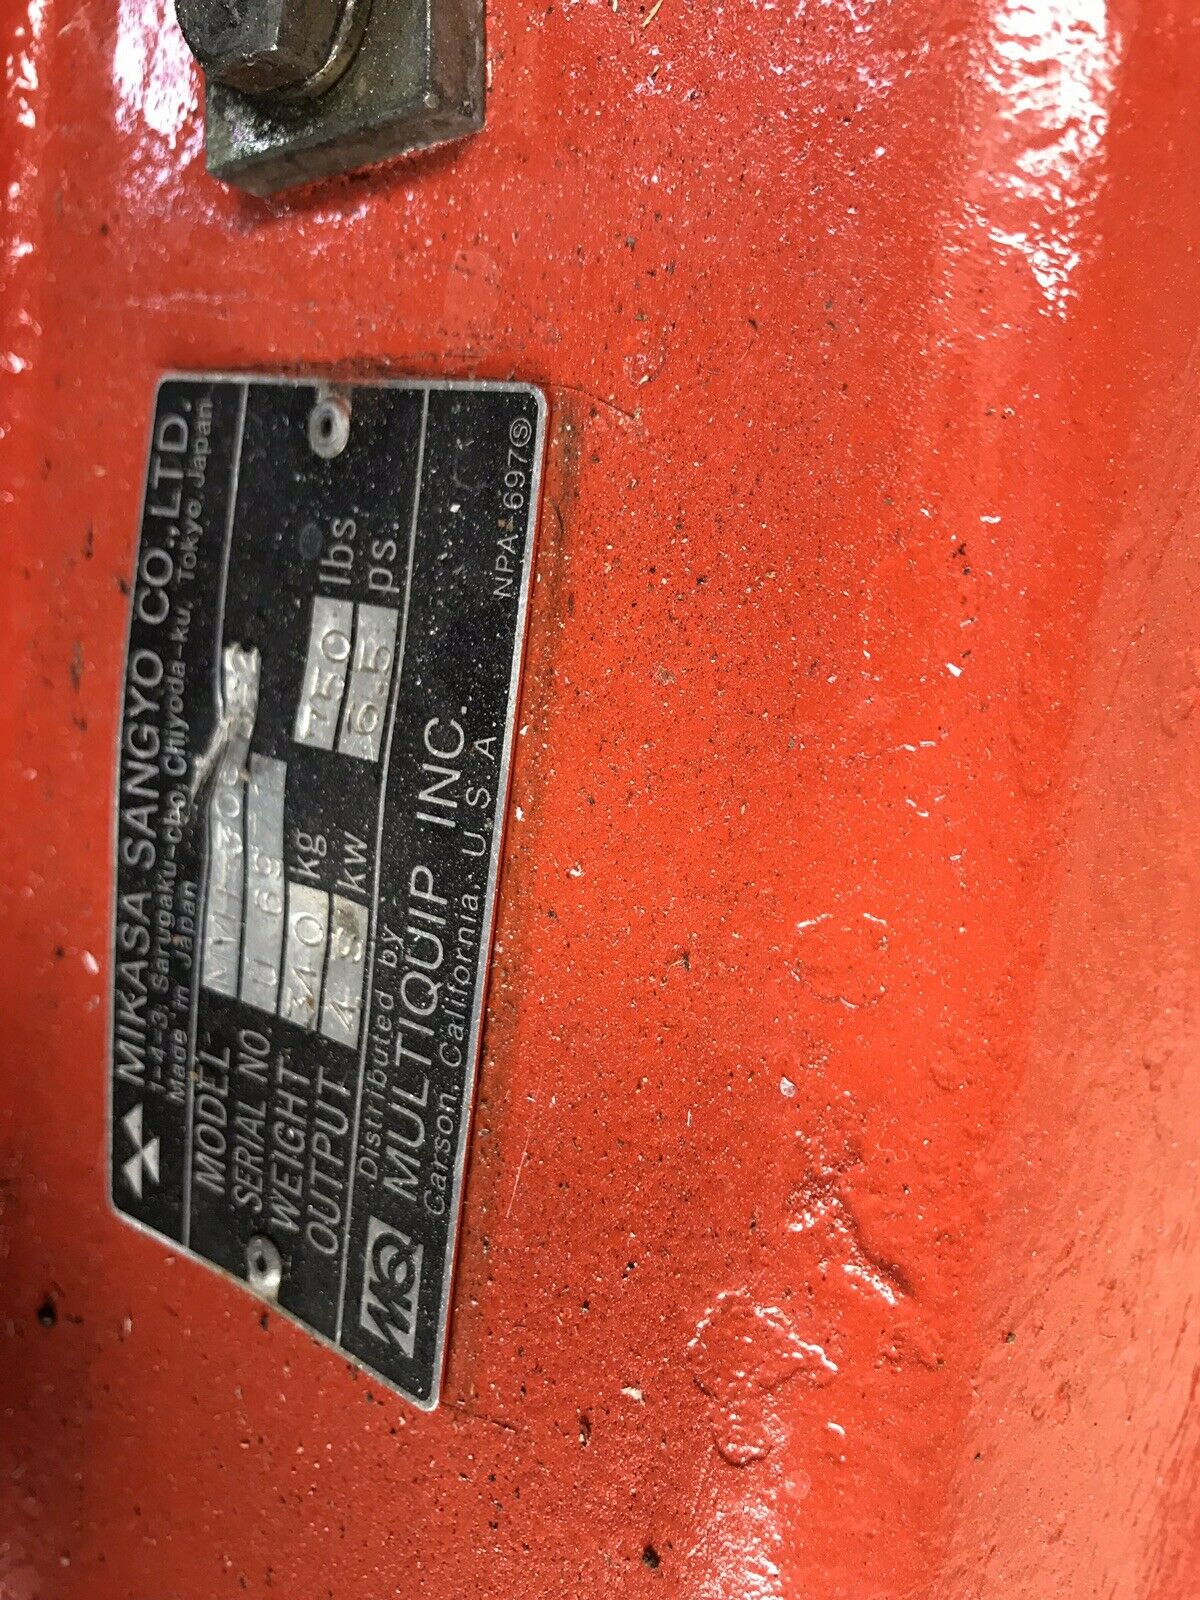 MIKASA SANGYO CO.,LTD.
1-4-3, Sarugaku-cho, Chiyoda-ku, Tokyo, Japan
Made in Japan
MODEL
SERIAL NO. U
WEIGHT 340 kg 750 lbs.
OUTPUT 4.8 kW 6.5 ps.
Distributed by
MQ MULTIQUIP INC.
Carson, California, U.S.A.
NPA-697 Ⓢ